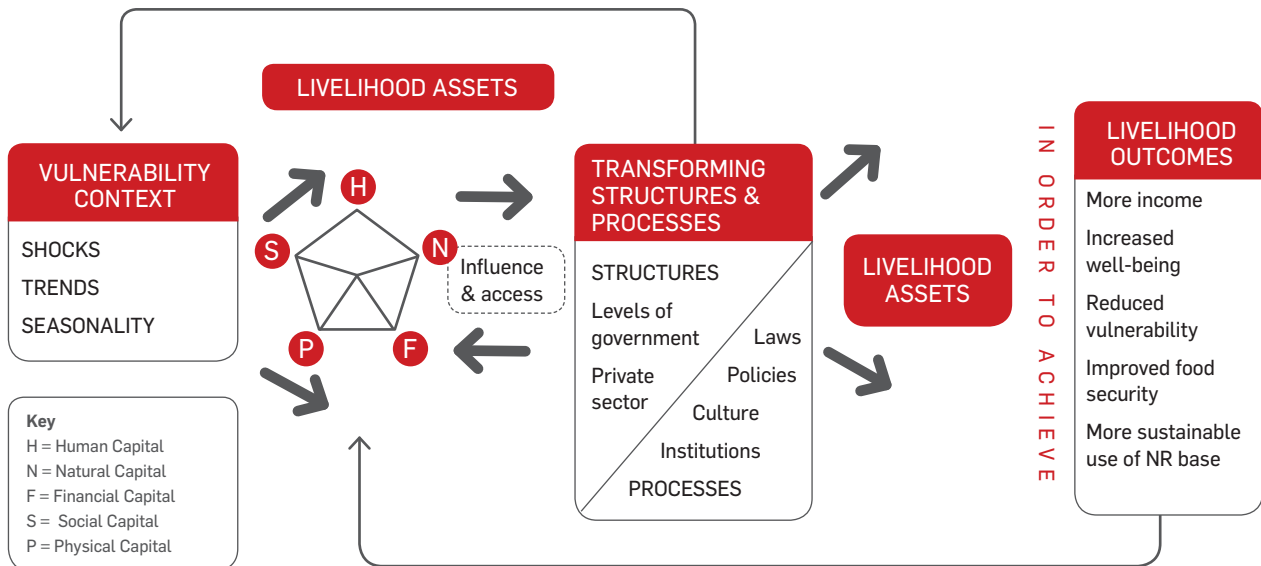 LIVELIHOOD ASSETS
VULNERABILITY
CONTEXT
SHOCKS
TRENDS
SEASONALITY
H
S
N
P
F
Influence
& access
TRANSFORMING
STRUCTURES &
PROCESSES
STRUCTURES
Levels of
government
Private
sector
Laws
Policies
Culture
Institutions
PROCESSES
LIVELIHOOD
ASSETS
IN ORDER TO ACHIEVE
LIVELIHOOD
OUTCOMES
More income
Increased
well-being
Reduced
vulnerability
Improved food
security
More sustainable
use of NR base
Key
H = Human Capital
N = Natural Capital
F = Financial Capital
S = Social Capital
P = Physical Capital